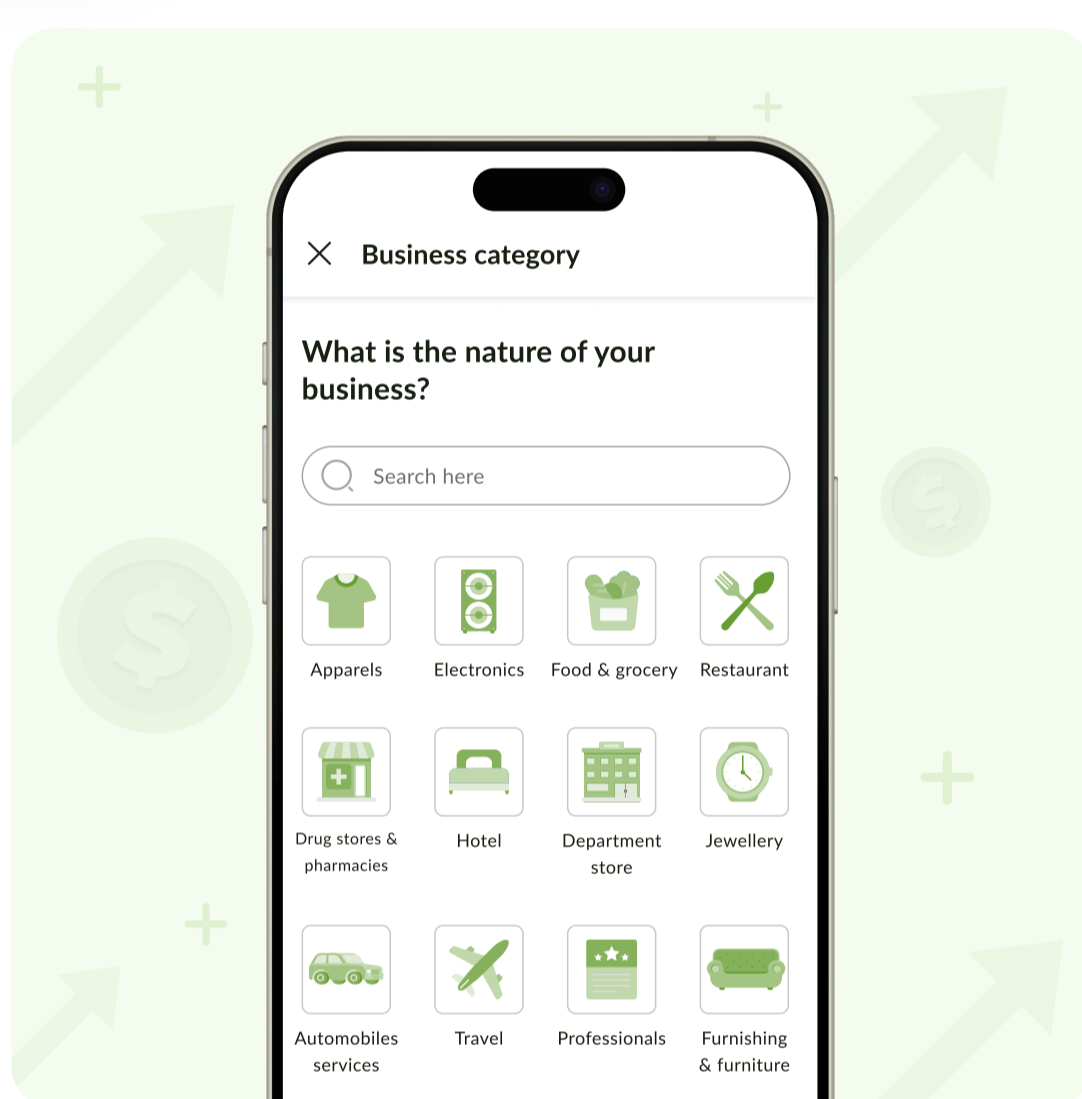 Business category
What is the nature of your
business?
Search here
Apparels
Electronics
Food & grocery
Restaurant
Drug stores &
pharmacies
Hotel
Department
store
Jewellery
Automobiles
services
Travel
Professionals
Furnishing
& furniture